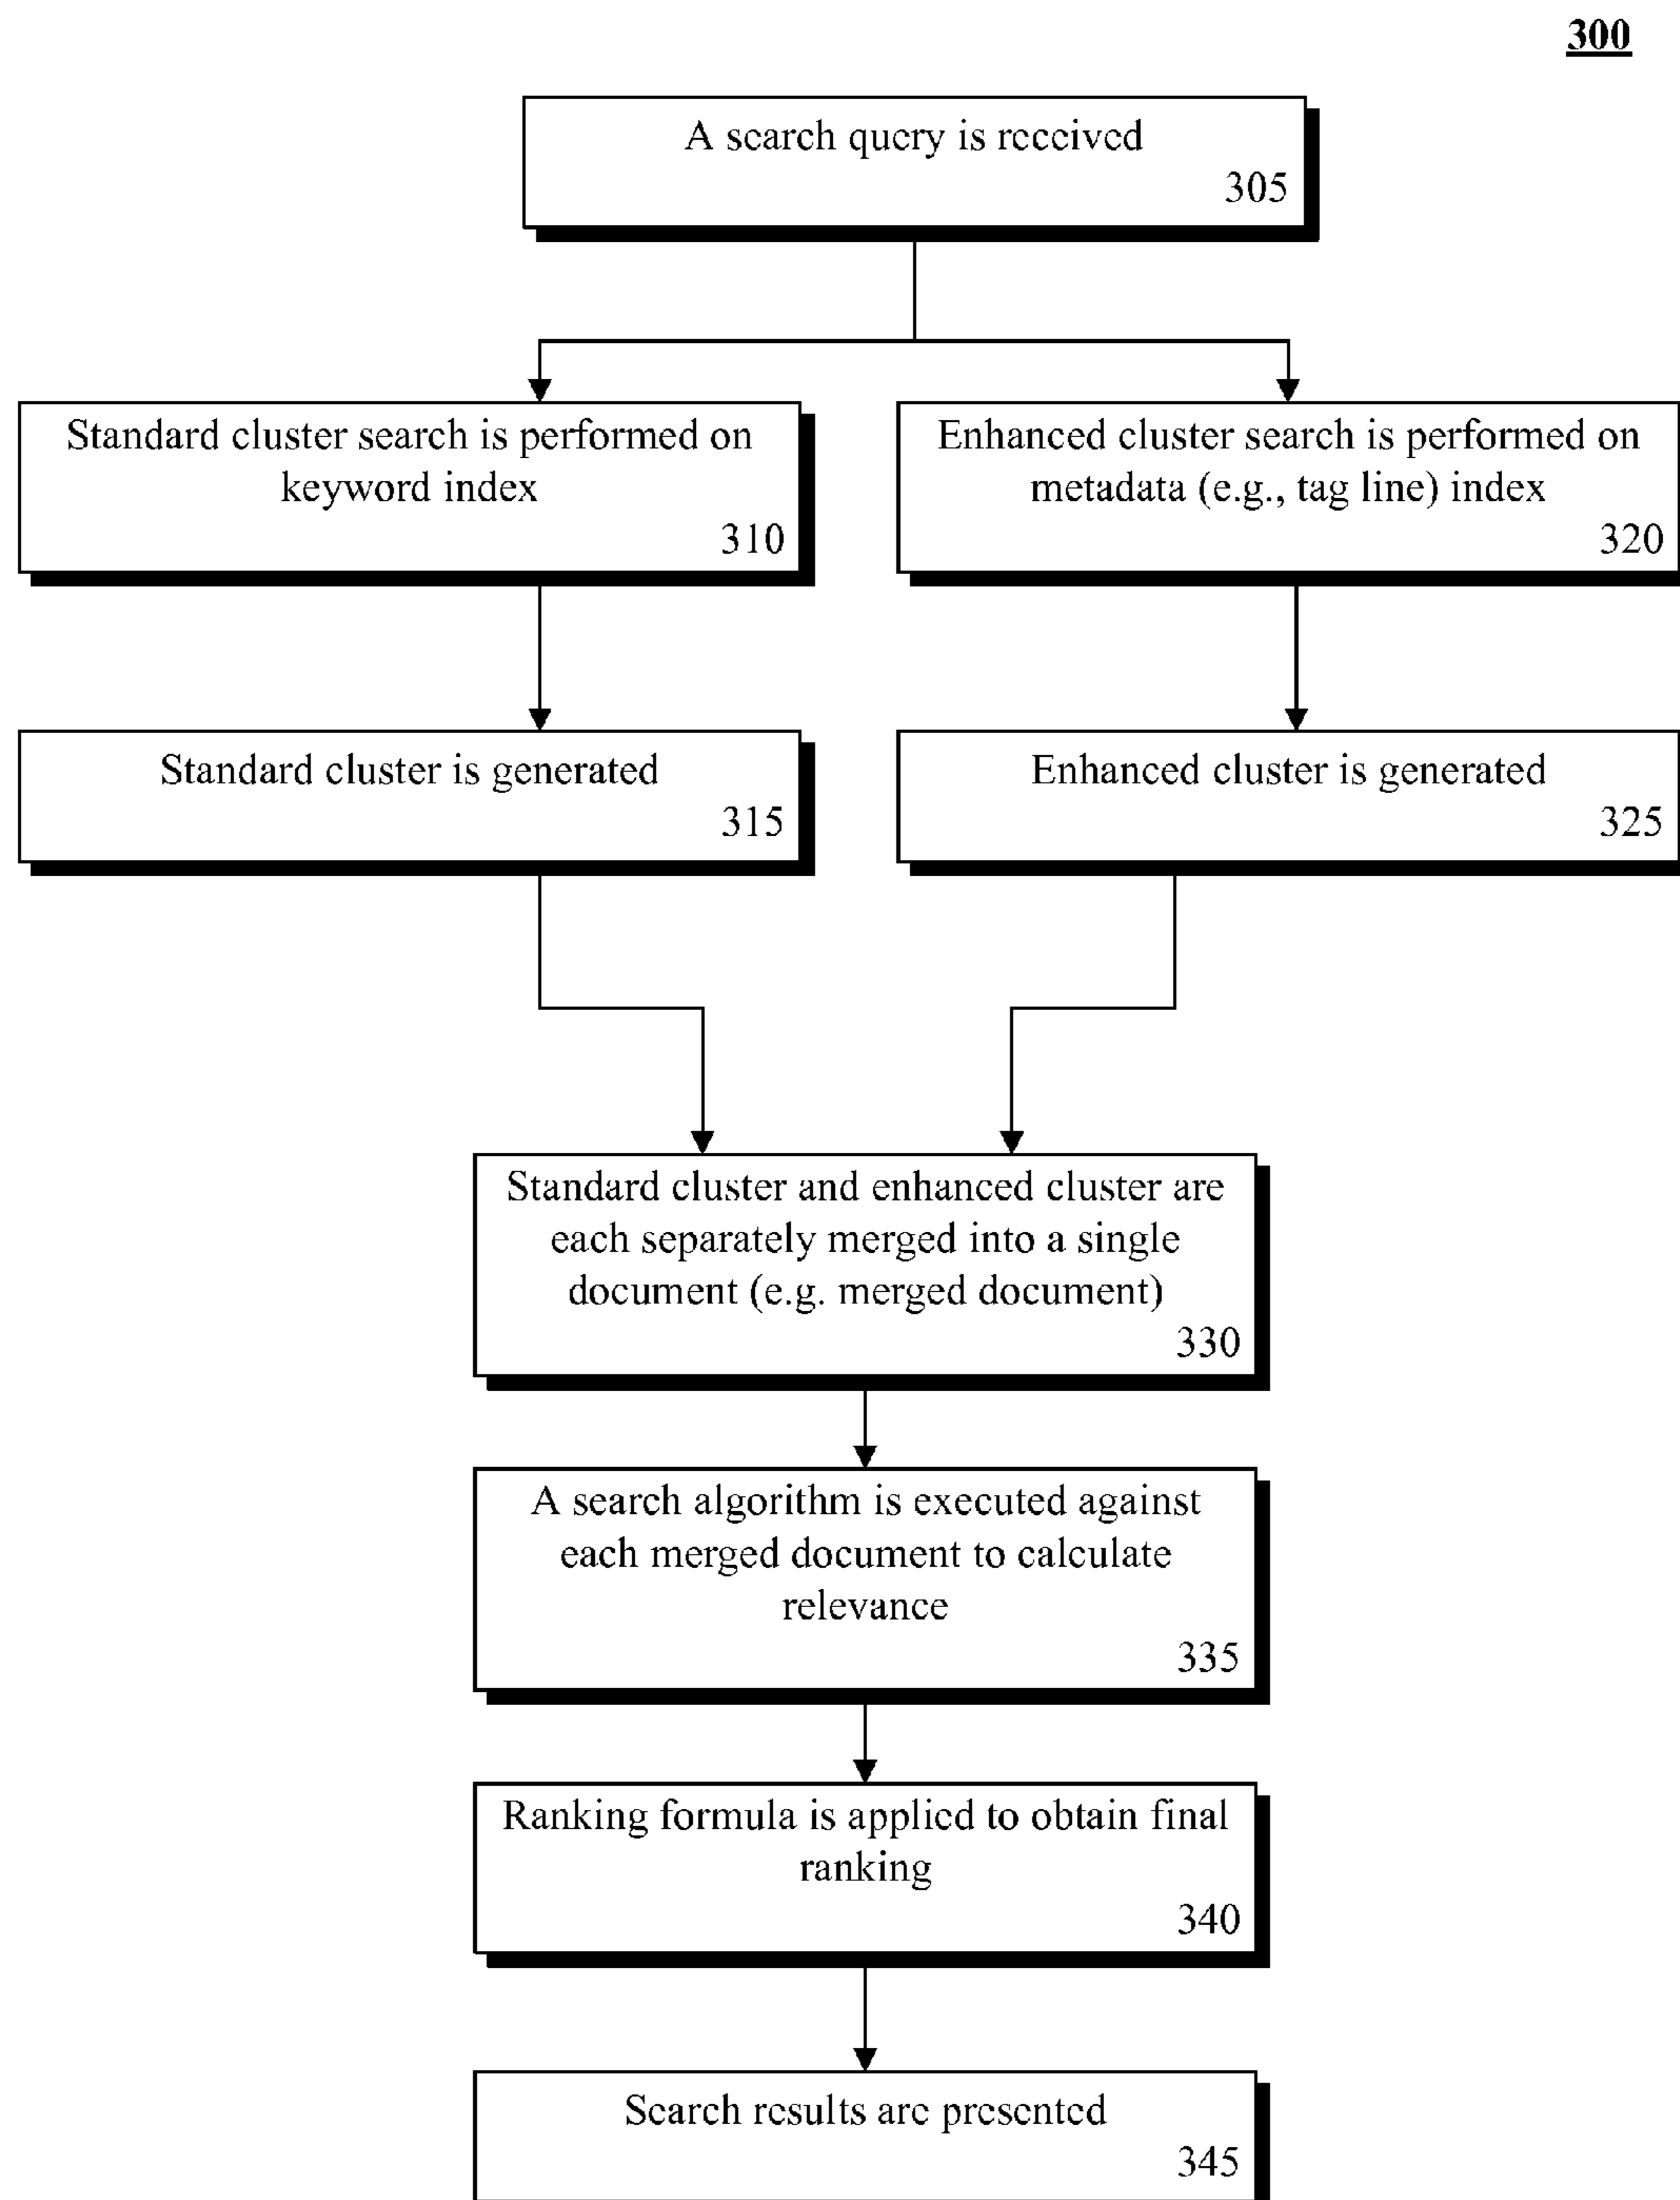 300
A search query is received
305
Standard cluster search is performed on
keyword index
310
Enhanced cluster search is performed on
metadata (e.g., tag line) index
320
Standard cluster is generated
315
Enhanced cluster is generated
325
Standard cluster and enhanced cluster are
each separately merged into a single
document (e.g. merged document)
330
A search algorithm is executed against
each merged document to calculate
relevance
335
Ranking formula is applied to obtain final
ranking
340
Search results are presented
345